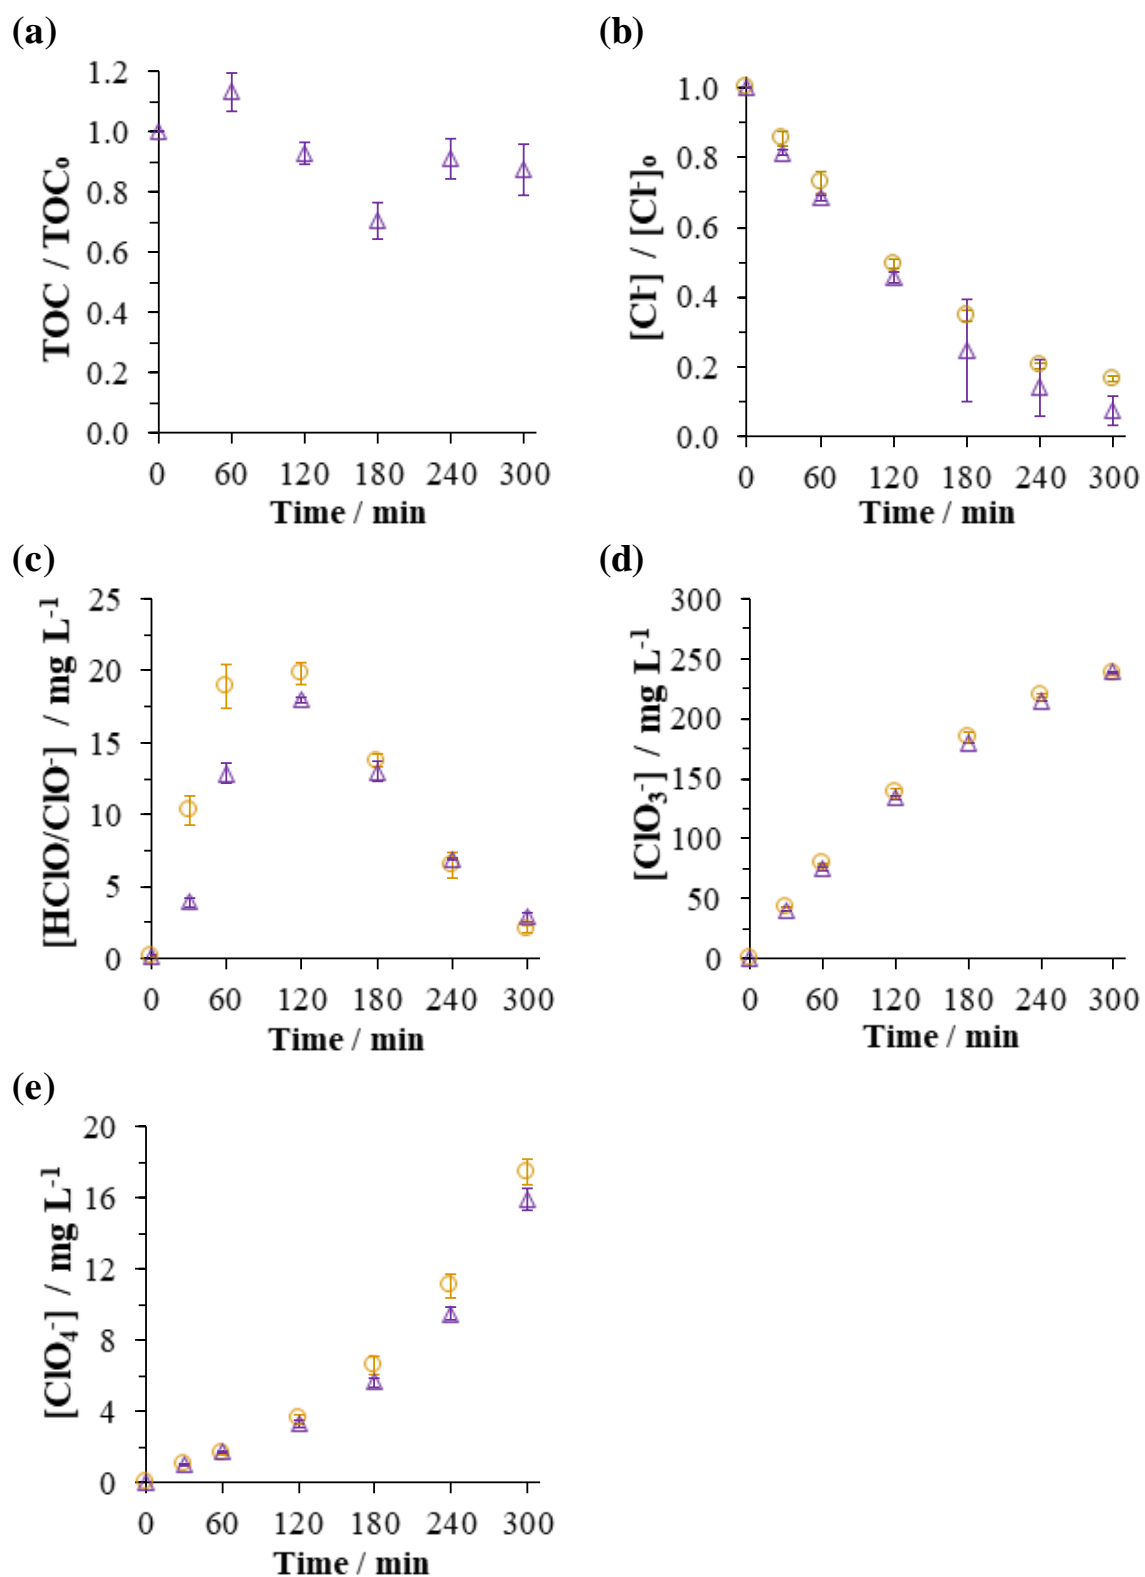 (a)
TOC / TOC₀
1.2
1.0
0.8
0.6
0.4
0.2
0.0
0 60 120 180 240 300
Time / min
(b)
[Cl⁻] / [Cl⁻]₀
1.0
0.8
0.6
0.4
0.2
0.0
0 60 120 180 240 300
Time / min
(c)
[HClO/ClO⁻] / mg L⁻¹
25
20
15
10
5
0
0 60 120 180 240 300
Time / min
(d)
[ClO₃⁻] / mg L⁻¹
300
250
200
150
100
50
0
0 60 120 180 240 300
Time / min
(e)
[ClO₄⁻] / mg L⁻¹
20
16
12
8
4
0
0 60 120 180 240 300
Time / min